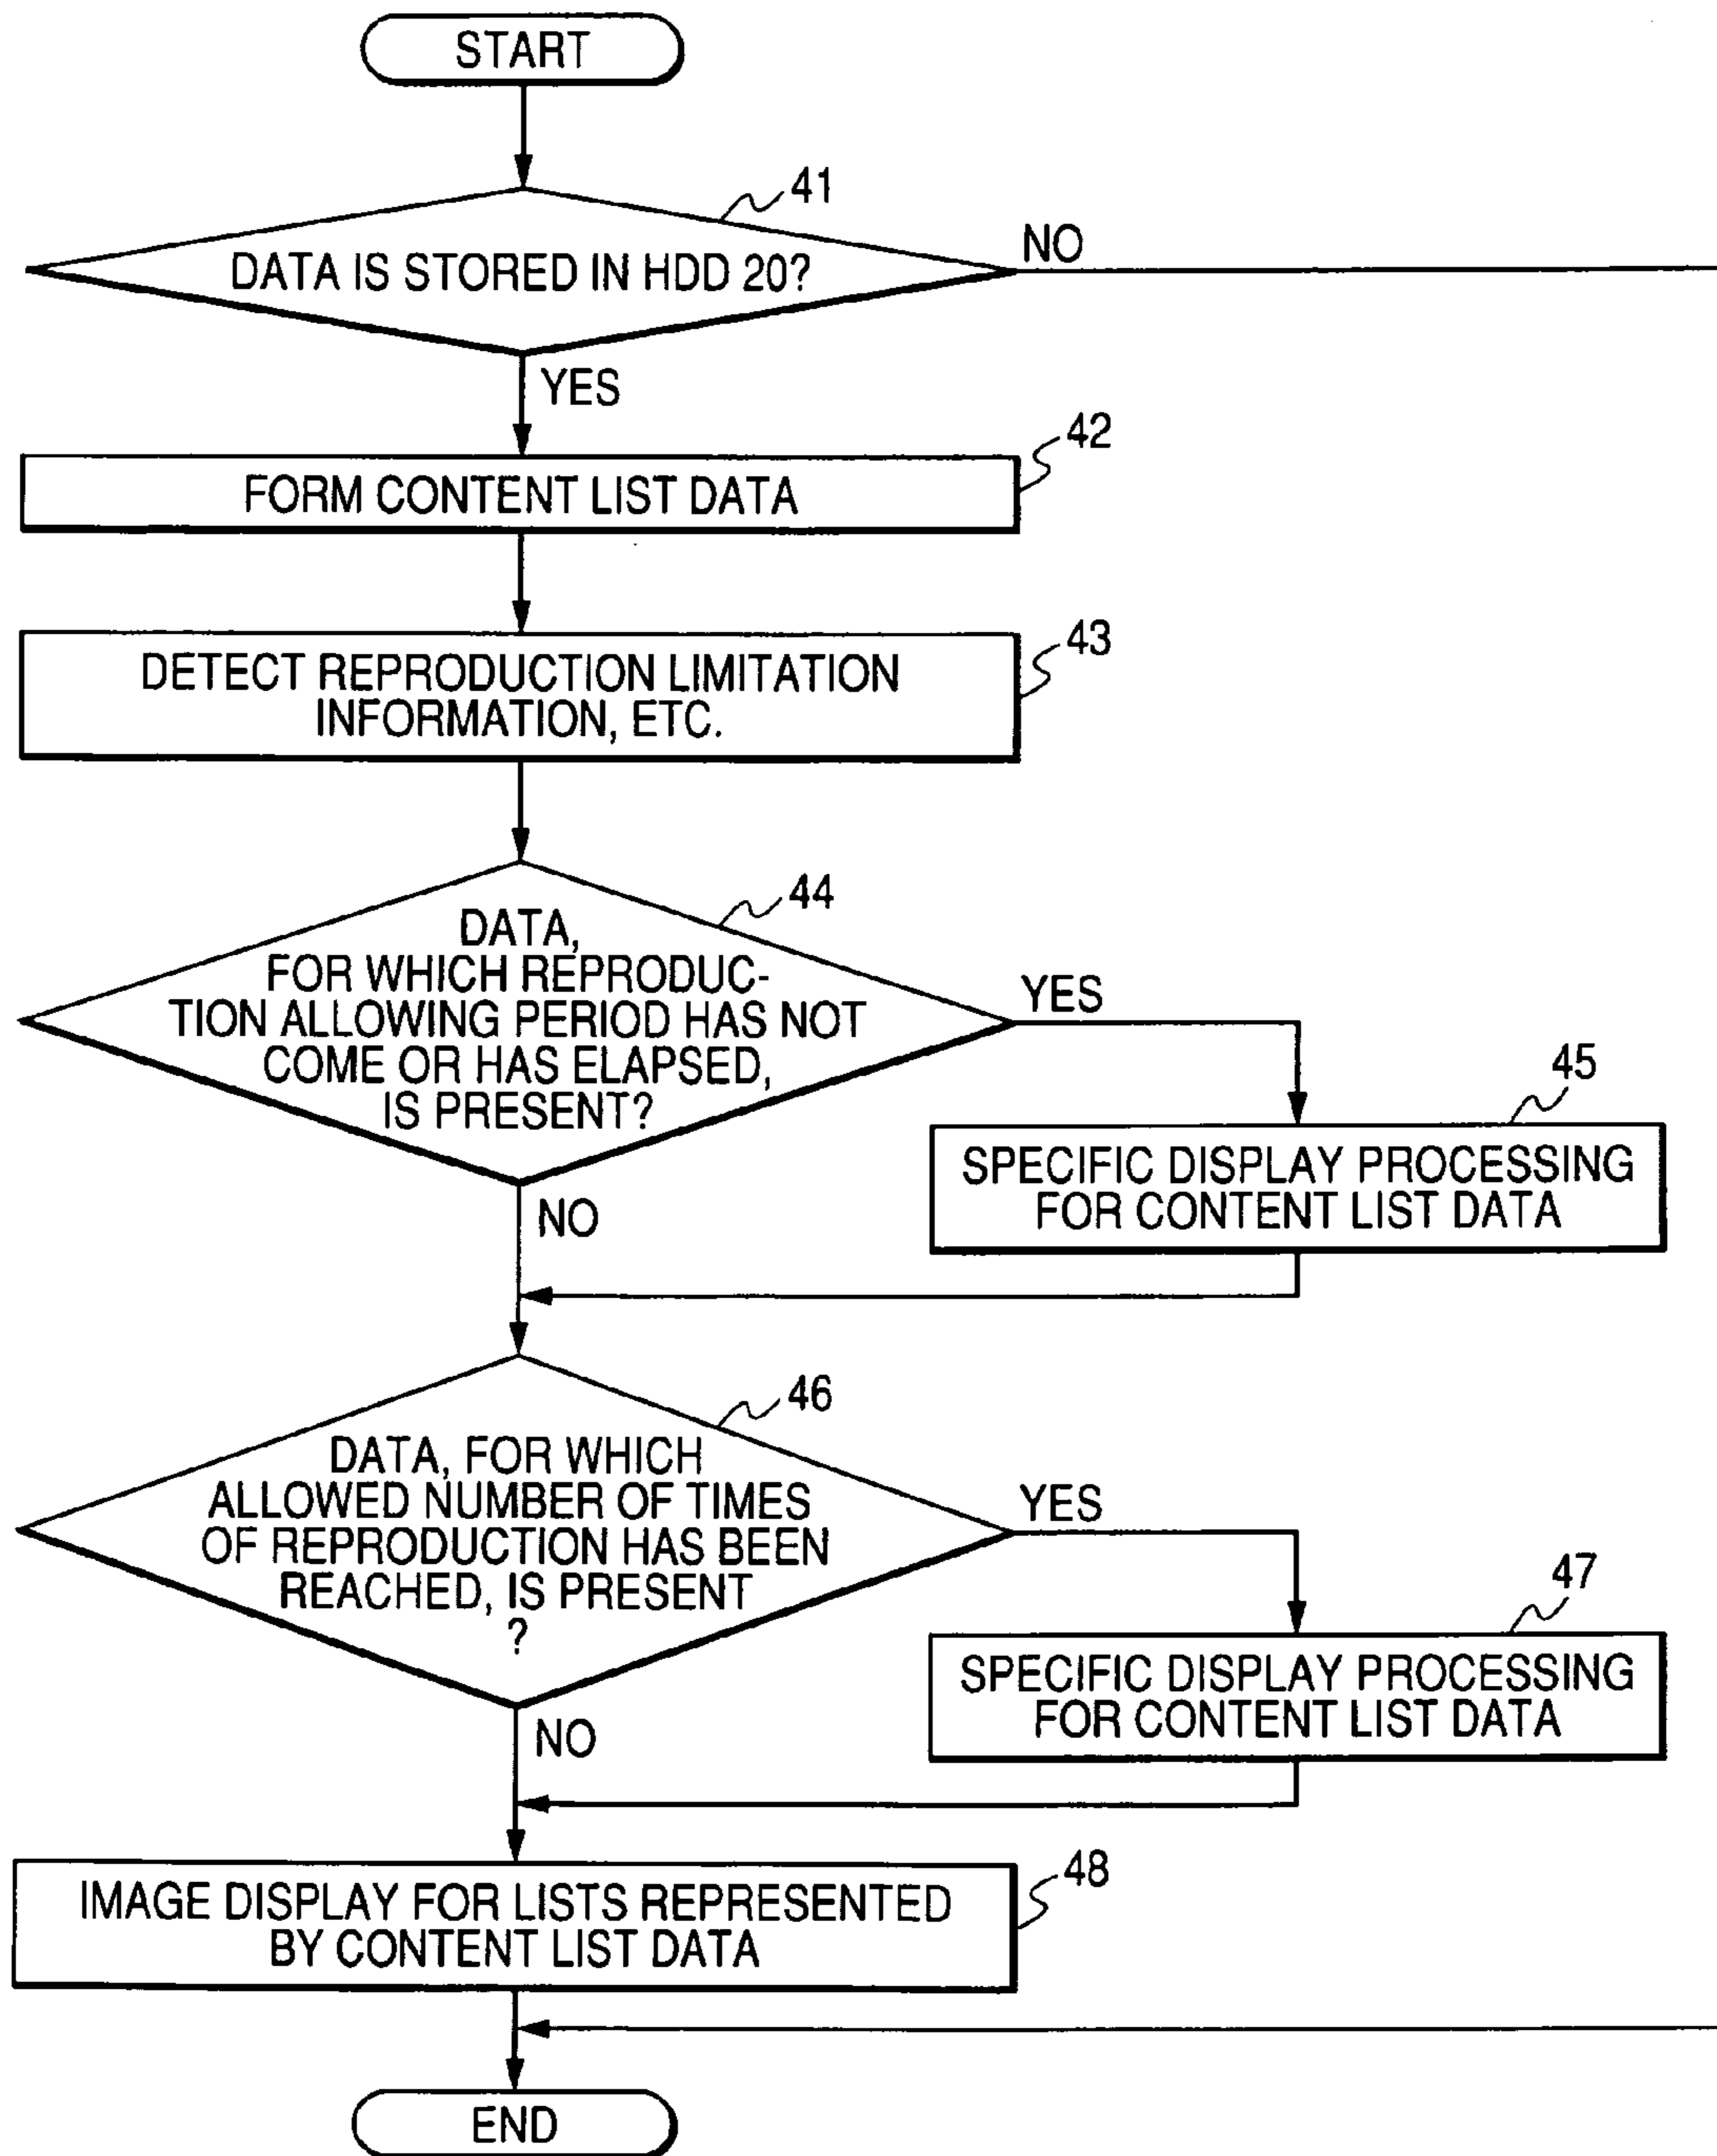 START
41
DATA IS STORED IN HDD 20?
NO
YES
42
FORM CONTENT LIST DATA
43
DETECT REPRODUCTION LIMITATION
INFORMATION, ETC.
44
DATA,
FOR WHICH REPRODUC-
TION ALLOWING PERIOD HAS NOT
COME OR HAS ELAPSED,
IS PRESENT?
YES
45
SPECIFIC DISPLAY PROCESSING
FOR CONTENT LIST DATA
NO
46
DATA, FOR WHICH
ALLOWED NUMBER OF TIMES
OF REPRODUCTION HAS BEEN
REACHED, IS PRESENT
?
YES
47
SPECIFIC DISPLAY PROCESSING
FOR CONTENT LIST DATA
NO
48
IMAGE DISPLAY FOR LISTS REPRESENTED
BY CONTENT LIST DATA
END